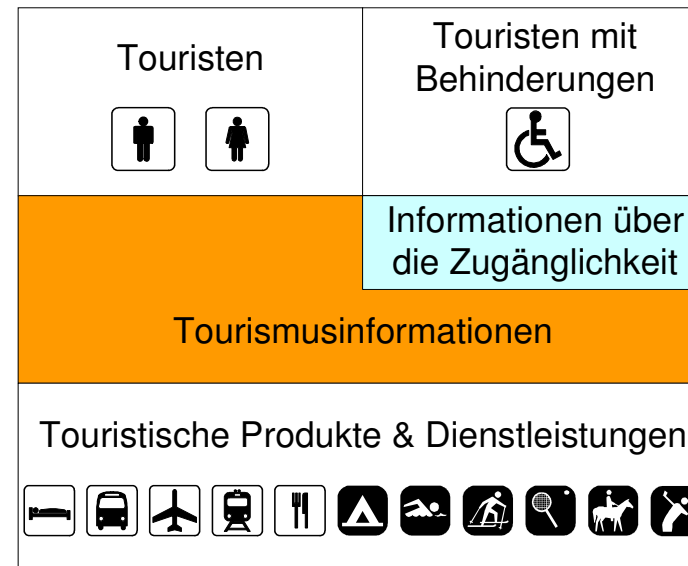 Touristen
Touristen mit
Behinderungen
Informationen über
die Zugänglichkeit
Tourismusinformationen
Touristische Produkte & Dienstleistungen